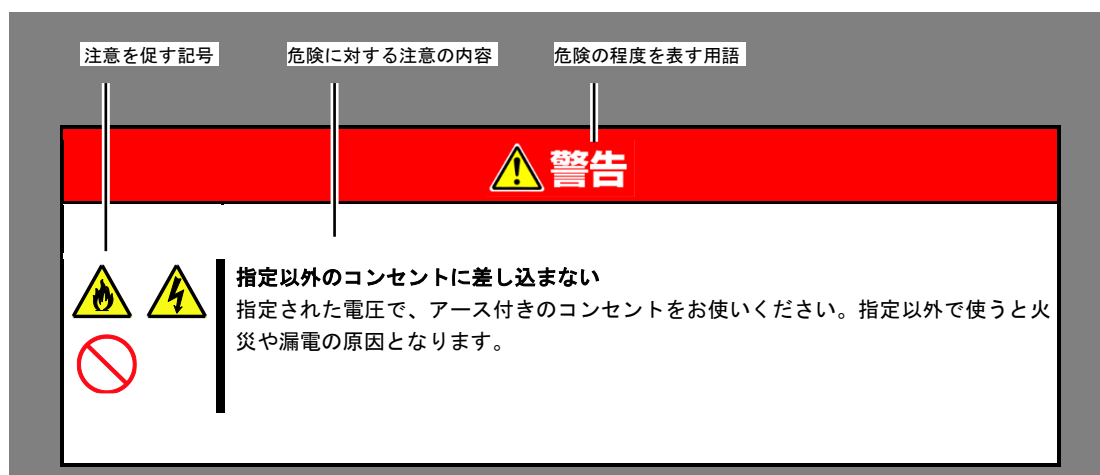 注意を促す記号
危険に対する注意の内容
危険の程度を表す用語
警告
指定以外のコンセントに差し込まない
指定された電圧で、アース付きのコンセントをお使いください。指定以外で使うと火
災や漏電の原因となります。